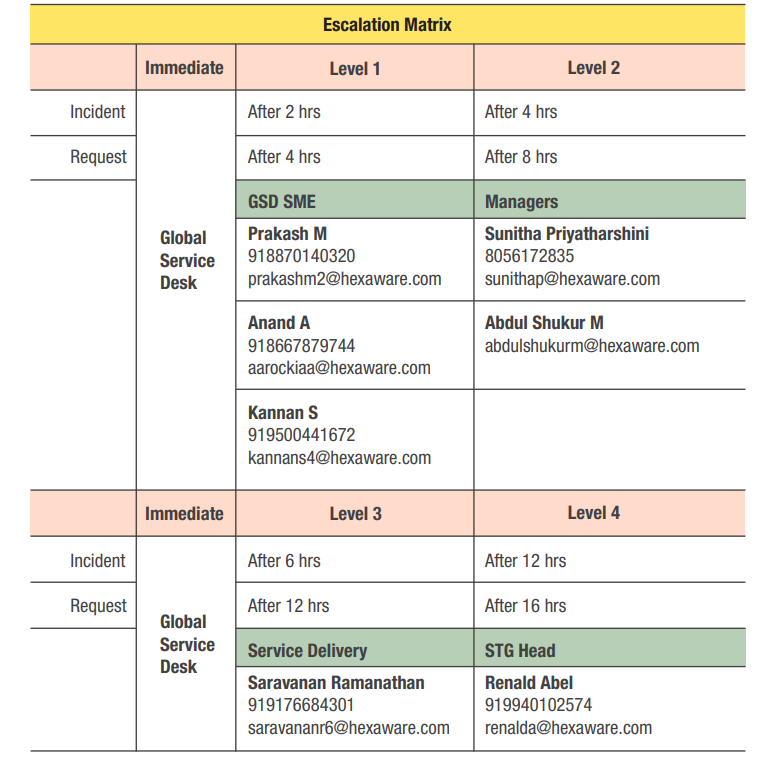 Escalation Matrix
Immediate Level 1 Level 2
Incident After 2 hrs After 4 hrs
Request After 4 hrs After 8 hrs
Global
Service
Desk
GSD SME Managers
Prakash M
918870140320
prakashm2@hexaware.com
Sunitha Priyatharshini
8056172835
sunithap@hexaware.com
Anand A
918667879744
aarockiaa@hexaware.com
Abdul Shukur M
abdulshukurm@hexaware.com
Kannan S
919500441672
kannans4@hexaware.com
Immediate Level 3 Level 4
Incident After 6 hrs After 12 hrs
Request After 12 hrs After 16 hrs
Global
Service
Desk
Service Delivery STG Head
Saravanan Ramanathan
919176684301
saravananr6@hexaware.com
Renald Abel
919940102574
renalda@hexaware.com